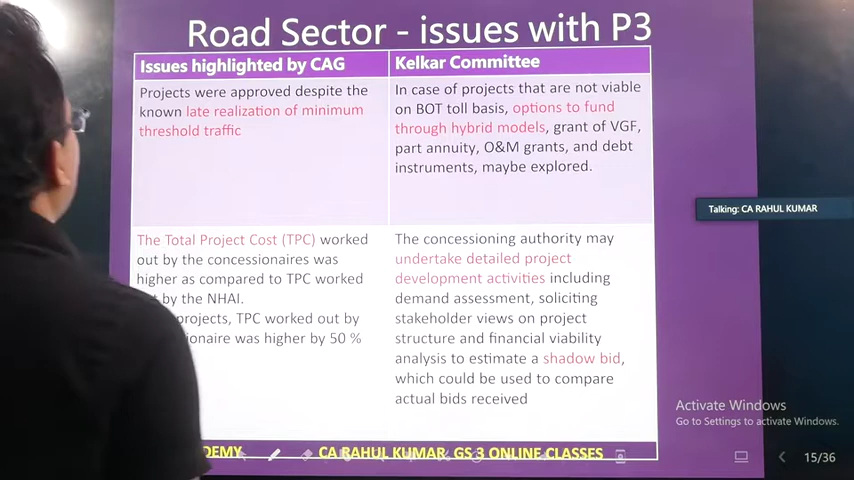 Road Sector - issues with P3
Issues highlighted by CAG
Kelkar Committee
Projects were approved despite the
known late realization of minimum
threshold traffic
In case of projects that are not viable
on BOT toll basis, options to fund
through hybrid models, grant of VGF,
part annuity, O&M grants, and debt
instruments, maybe explored.
The Total Project Cost (TPC) worked
out by the concessionaires was
higher as compared to TPC worked
by the NHAI.
projects, TPC worked out by
ionaire was higher by 50 %
The concessioning authority may
undertake detailed project
development activities including
demand assessment, soliciting
stakeholder views on project
structure and financial viability
analysis to estimate a shadow bid,
which could be used to compare
actual bids received
DEMY
CA RAHUL KUMAR, GS 3 ONLINE CLASSES
Talking: CA RAHUL KUMAR
Activate Windows
Go to Settings to activate Windows.
15/36